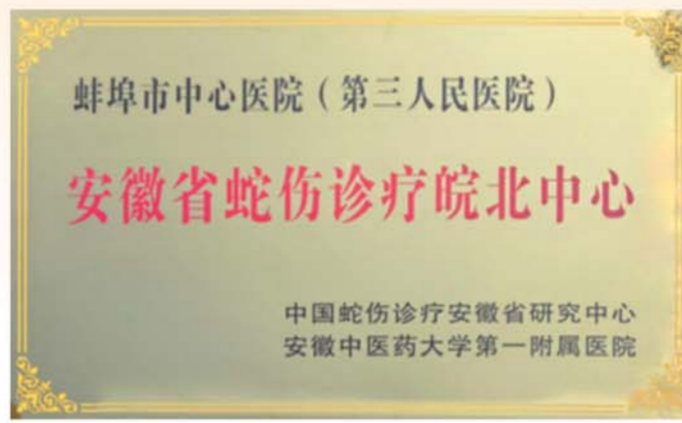 蚌埠市中心医院（第三人民医院）
安徽省蛇伤诊疗皖北中心
中国蛇伤诊疗安徽省研究中心
安徽中医药大学第一附属医院